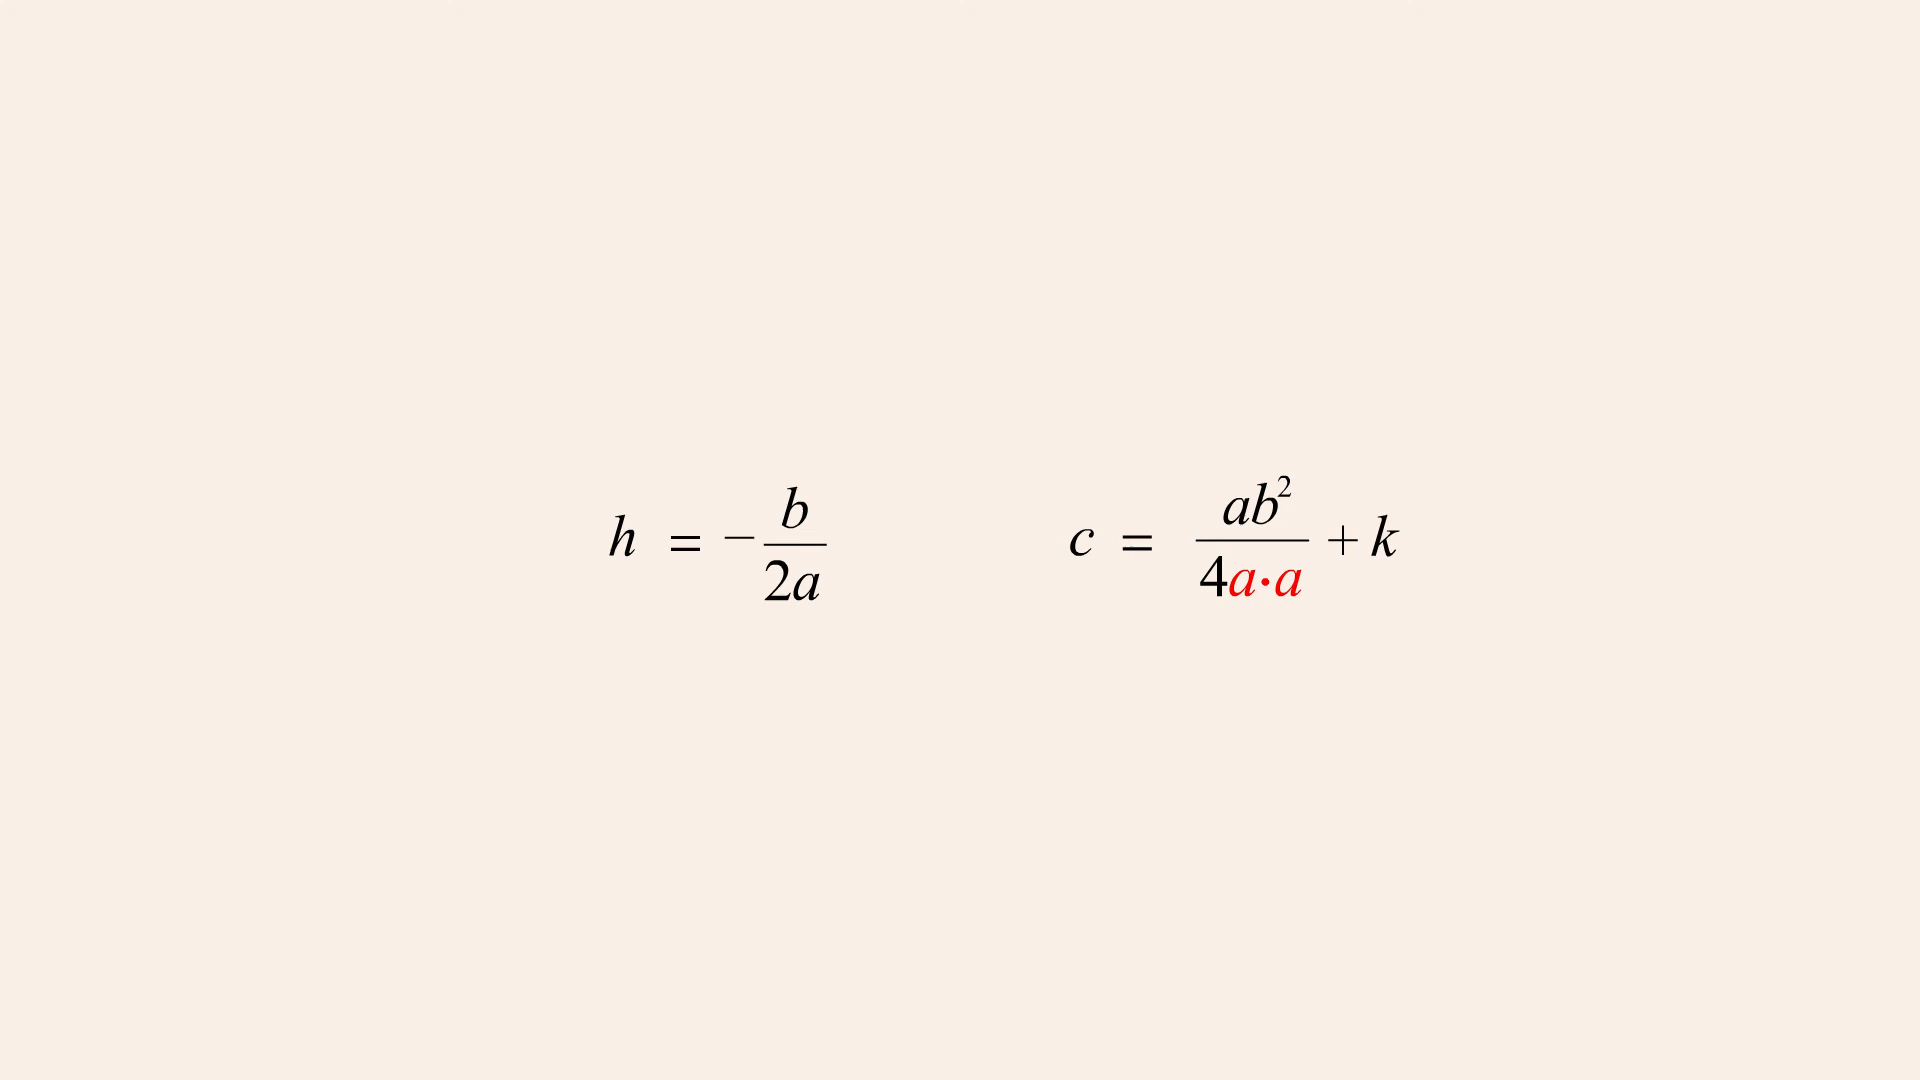 h = −b/2a
c = ab²/4a·a + k